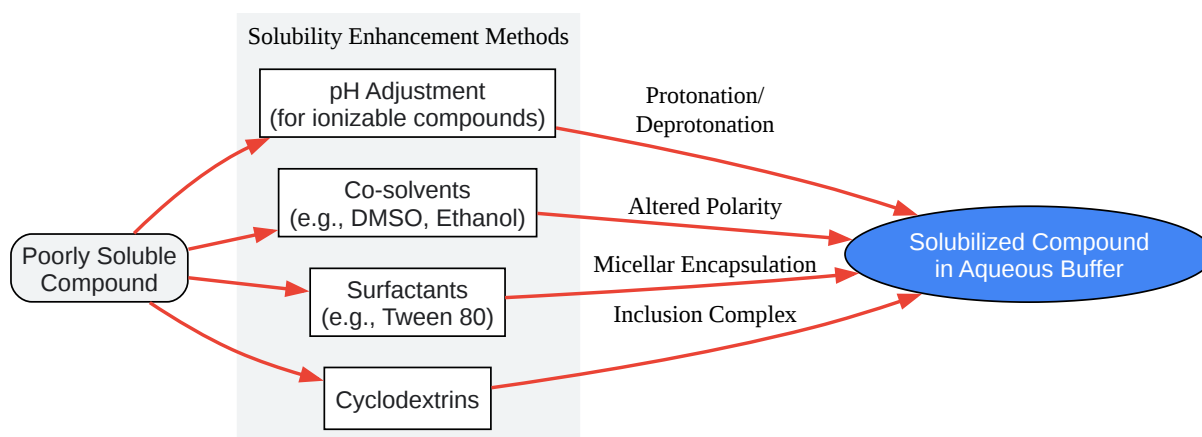 Solubility Enhancement Methods
pH Adjustment
(for ionizable compounds)
Protonation/
Deprotonation
Co-solvents
(e.g., DMSO, Ethanol)
Altered Polarity
Poorly Soluble
Compound
Solubilized Compound
in Aqueous Buffer
Surfactants
(e.g., Tween 80)
Micellar Encapsulation
Inclusion Complex
Cyclodextrins